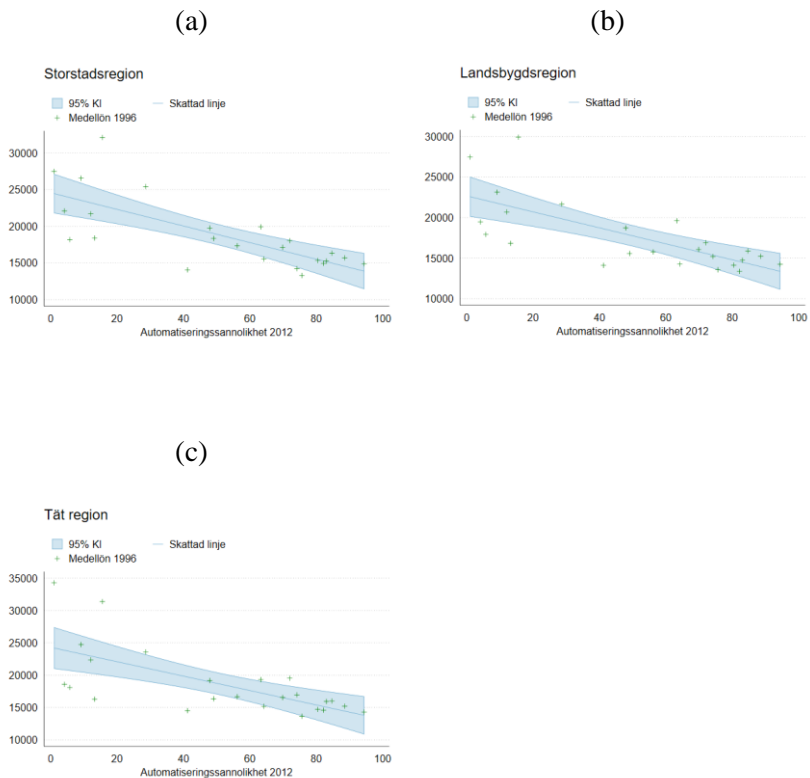 (a)
(b)
Storstadsregion
95% KI
Skattad linje
Medellön 1996
30000
25000
20000
15000
10000
0 20 40 60 80 100
Automatiseringssannolikhet 2012
Landsbygdsregion
95% KI
Skattad linje
Medellön 1996
30000
25000
20000
15000
10000
0 20 40 60 80 100
Automatiseringssannolikhet 2012
(c)
Tät region
95% KI
Skattad linje
Medellön 1996
35000
30000
25000
20000
15000
10000
0 20 40 60 80 100
Automatiseringssannolikhet 2012